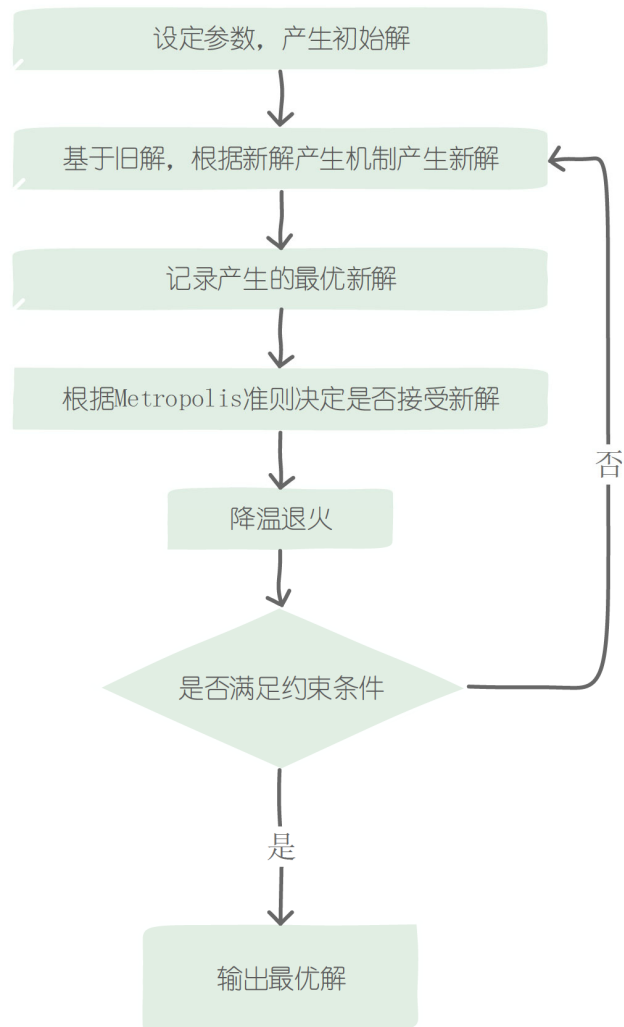 设定参数，产生初始解
基于旧解，根据新解产生机制产生新解
记录产生的最优新解
根据Metropolis准则决定是否接受新解
降温退火
是否满足约束条件
否
是
输出最优解